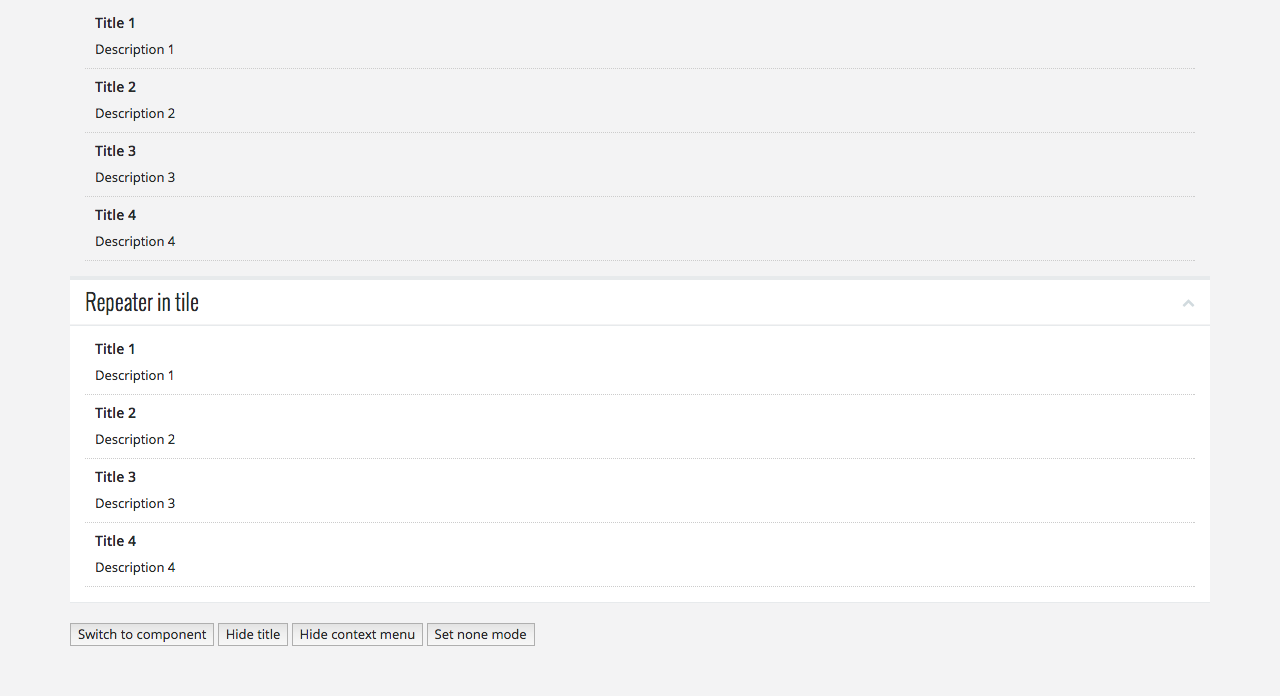 Title 1
Description 1
Title 2
Description 2
Title 3
Description 3
Title 4
Description 4
Repeater in tile
Title 1
Description 1
Title 2
Description 2
Title 3
Description 3
Title 4
Description 4
Switch to component Hide title Hide context menu Set none mode